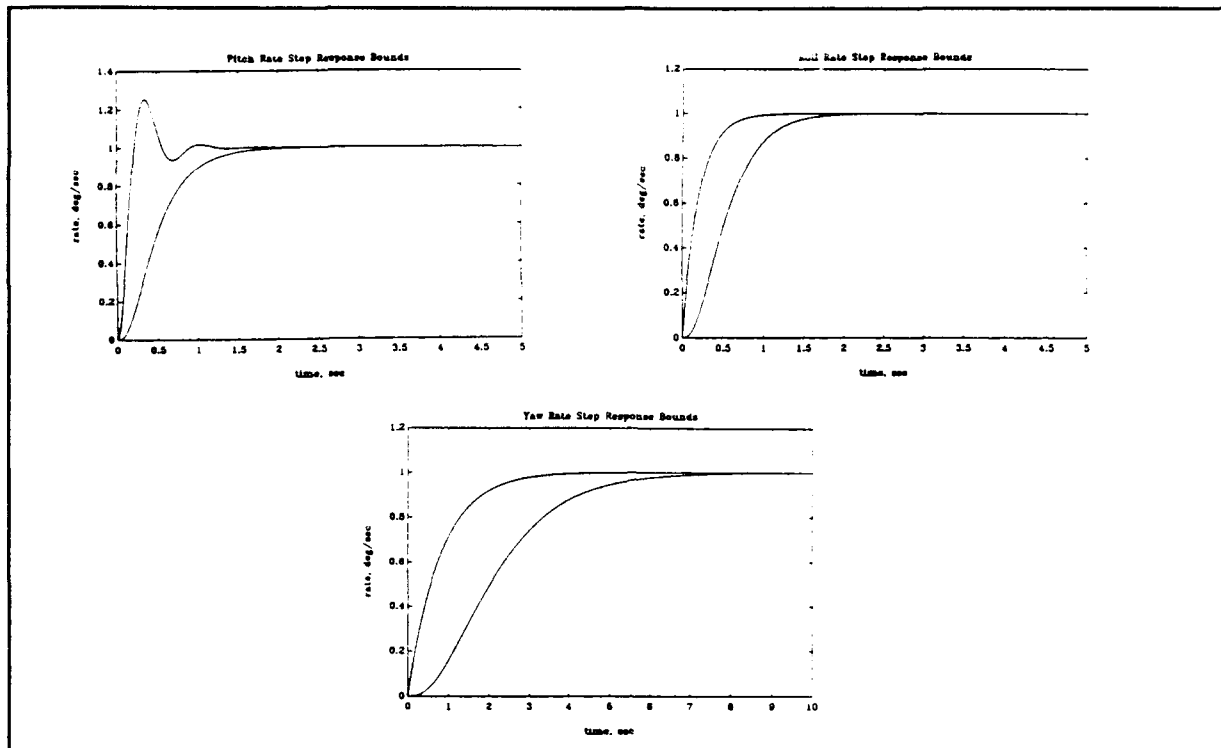 Pitch Rate Step Response Bounds
1.4
1.2
1
0.8
0.6
0.4
0.2
0
rate, deg/sec
0 0.5 1 1.5 2 2.5 3 3.5 4 4.5 5
time, sec
Rate Step Response Bounds
1.2
1
0.8
0.6
0.4
0.2
0
rate, deg/sec
0 0.5 1 1.5 2 2.5 3 3.5 4 4.5 5
time, sec
Yaw Rate Step Response Bounds
1.2
1
0.8
0.6
0.4
0.2
0
rate, deg/sec
0 1 2 3 4 5 6 7 8 9 10
time, sec